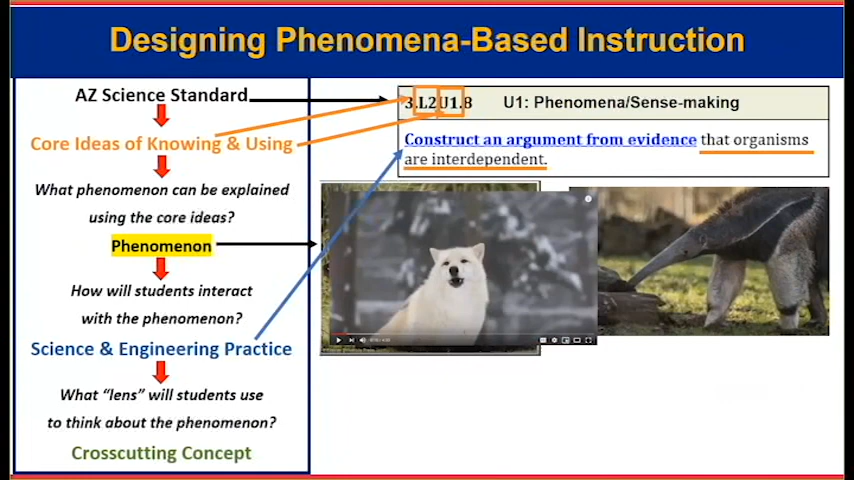 Designing Phenomena-Based Instruction
AZ Science Standard
Core Ideas of Knowing & Using
What phenomenon can be explained
using the core ideas?
Phenomenon
How will students interact
with the phenomenon?
Science & Engineering Practice
What “lens” will students use
to think about the phenomenon?
Crosscutting Concept
3.L2U1.8 U1: Phenomena/Sense-making
Construct an argument from evidence that organisms
are interdependent.